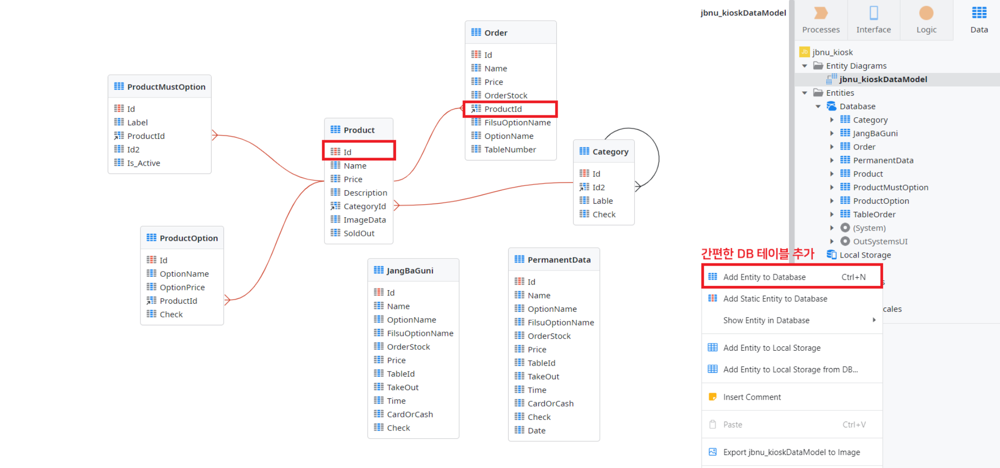 jbnu_kioskDataModel
Processes
Interface
Logic
Data
Jb jbnu_kiosk
Entity Diagrams
jbnu_kioskDataModel
Entities
Database
Category
JangBaGuni
Order
PermanentData
Product
ProductMustOption
ProductOption
TableOrder
(System)
OutSystemsUI
Local Storage
s
cales
ProductMustOption
Id
Label
ProductId
Id2
Is_Active
ProductOption
Id
OptionName
OptionPrice
ProductId
Check
Product
Id
Name
Price
Description
CategoryId
ImageData
SoldOut
Order
Id
Name
Price
OrderStock
ProductId
FilsuOptionName
OptionName
TableNumber
Category
Id
Id2
Lable
Check
JangBaGuni
Id
Name
OptionName
FilsuOptionName
OrderStock
Price
TableId
TakeOut
Time
CardOrCash
Check
PermanentData
Id
Name
OptionName
FilsuOptionName
OrderStock
Price
TableId
TakeOut
Time
CardOrCash
Check
Date
간편한 DB 테이블 추가
Add Entity to Database Ctrl+N
Add Static Entity to Database
Show Entity in Database
Add Entity to Local Storage
Add Entity to Local Storage from DB...
Insert Comment
Paste Ctrl+V
Export jbnu_kioskDataModel to Image